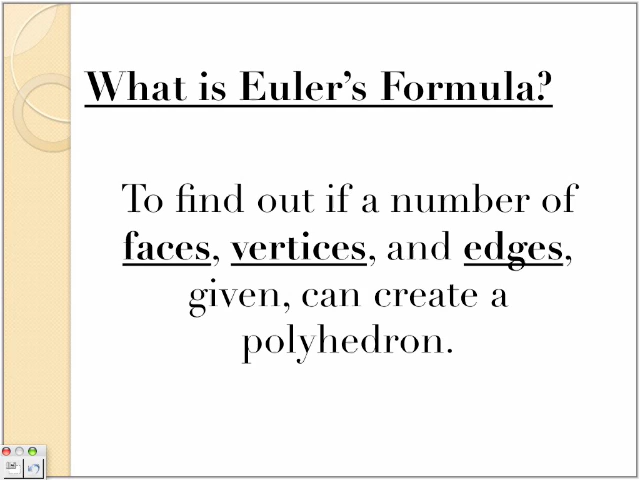 What is Euler’s Formula?
To find out if a number of
faces, vertices, and edges,
given, can create a
polyhedron.